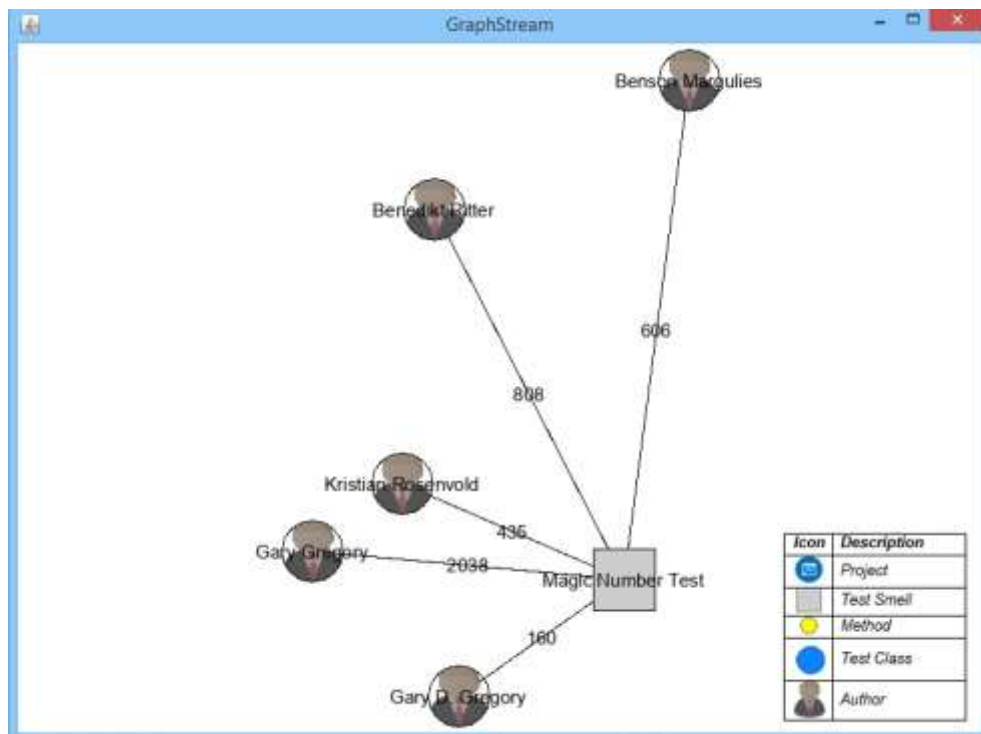 GraphStream
Benson Margulies
Benedikt Ritter
606
808
Kristian Rosenvold
435
Gary Gregory
2038
Magic Number Test
160
Gary D. Gregory
Icon Description
Project
Test Smell
Method
Test Class
Author